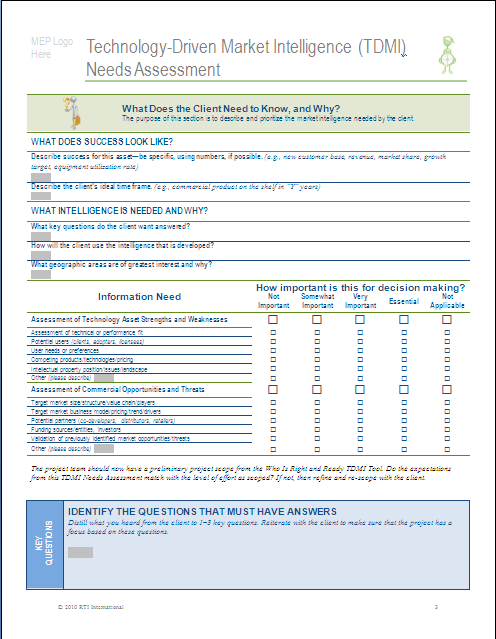 MEP Logo
Here
Technology-Driven Market Intelligence (TDMI)
Needs Assessment
What Does the Client Need to Know, and Why?
The purpose of this section is to describe and prioritize the market intelligence needed by the client.
WHAT DOES SUCCESS LOOK LIKE?
Describe success for this asset—be specific, using numbers, if possible. (e.g., new customer base, revenue, market share, growth
target, equipment utilization rate)
Describe the client's ideal time frame. (e.g., commercial product on the shelf in "Y" years)
WHAT INTELLIGENCE IS NEEDED AND WHY?
What key questions do the client want answered?
How will the client use the intelligence that is developed?
What geographic areas are of greatest interest and why?
How important is this for decision making?
Information Need
Not Important
Somewhat Important
Very Important
Essential
Not Applicable
Assessment of Technology Asset Strengths and Weaknesses
Assessment of technical or performance fit
Potential users (clients, adopters, licensees)
User needs or preferences
Competing products/technologies/pricing
Intellectual property position/issues/landscape
Other (please describe)
Assessment of Commercial Opportunities and Threats
Target market size/structure/value chain/players
Target market business model/pricing/trend/drivers
Potential partners (co-developers, distributors, retailers)
Funding sources/entities, investors
Validation of previously identified market opportunities/threats
Other (please describe)
The project team should now have a preliminary project scope from the Who Is Right and Ready TDMI Tool. Do the expectations
from this TDMI Needs Assessment match with the level of effort as scoped? If not, then refine and re-scope with the client.
KEY
QUESTIONS
IDENTIFY THE QUESTIONS THAT MUST HAVE ANSWERS
Distill what you heard from the client to 1–3 key questions. Reiterate with the client to make sure that the project has a
focus based on these questions.
© 2010 RTI International
3